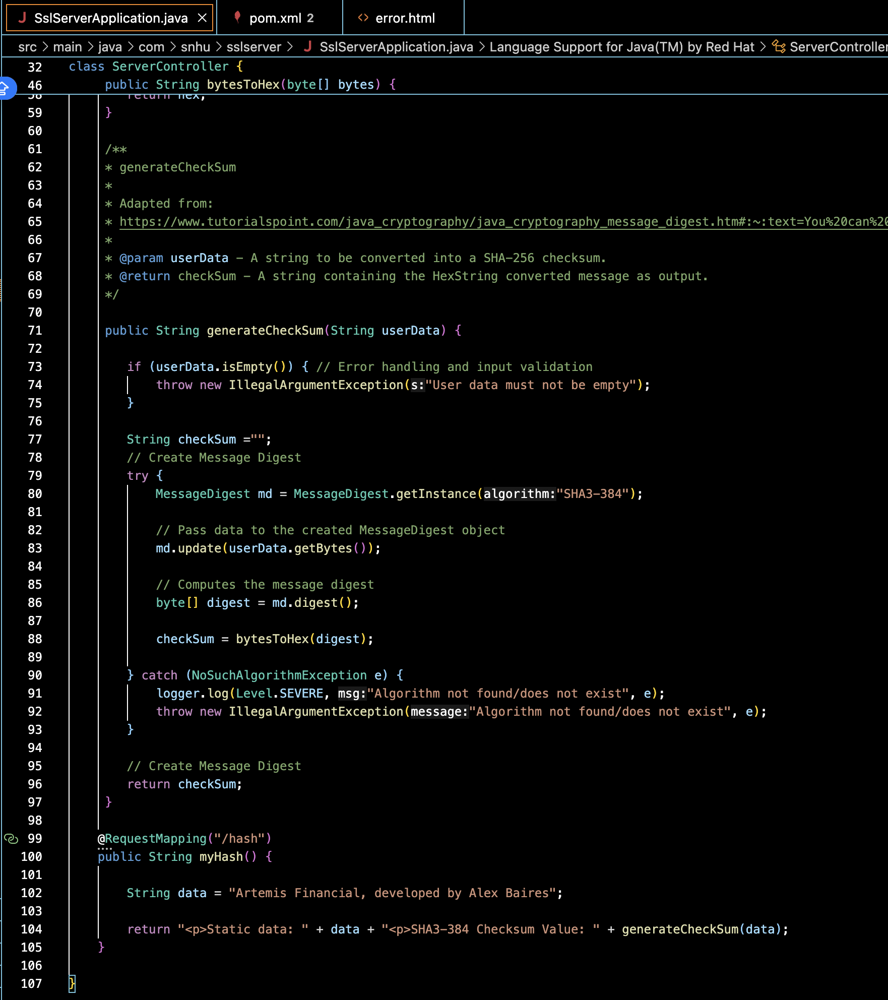 SslServerApplication.java
pom.xml 2
error.html
src > main > java > com > snhu > sslserver > SslServerApplication.java > Language Support for Java(TM) by Red Hat > ServerController
32 class ServerController {
46 public String bytesToHex(byte[] bytes) {
58 return hex;
59 }
60
61 /**
62 * generateCheckSum
63 *
64 * Adapted from:
65 * https://www.tutorialspoint.com/java_cryptography/java_cryptography_message_digest.htm#:~:text=You%20can%20
66 *
67 * @param userData - A string to be converted into a SHA-256 checksum.
68 * @return checkSum - A string containing the HexString converted message as output.
69 */
70
71 public String generateCheckSum(String userData) {
72
73 if (userData.isEmpty()) { // Error handling and input validation
74 throw new IllegalArgumentException(s:"User data must not be empty");
75 }
76
77 String checkSum ="";
78 // Create Message Digest
79 try {
80 MessageDigest md = MessageDigest.getInstance(algorithm:"SHA3-384");
81
82 // Pass data to the created MessageDigest object
83 md.update(userData.getBytes());
84
85 // Computes the message digest
86 byte[] digest = md.digest();
87
88 checkSum = bytesToHex(digest);
89
90 } catch (NoSuchAlgorithmException e) {
91 logger.log(Level.SEVERE, msg:"Algorithm not found/does not exist", e);
92 throw new IllegalArgumentException(message:"Algorithm not found/does not exist", e);
93 }
94
95 // Create Message Digest
96 return checkSum;
97 }
98
99 @RequestMapping("/hash")
100 public String myHash() {
101
102 String data = "Artemis Financial, developed by Alex Baires";
103
104 return "<p>Static data: " + data + "<p>SHA3-384 Checksum Value: " + generateCheckSum(data);
105 }
106
107 }